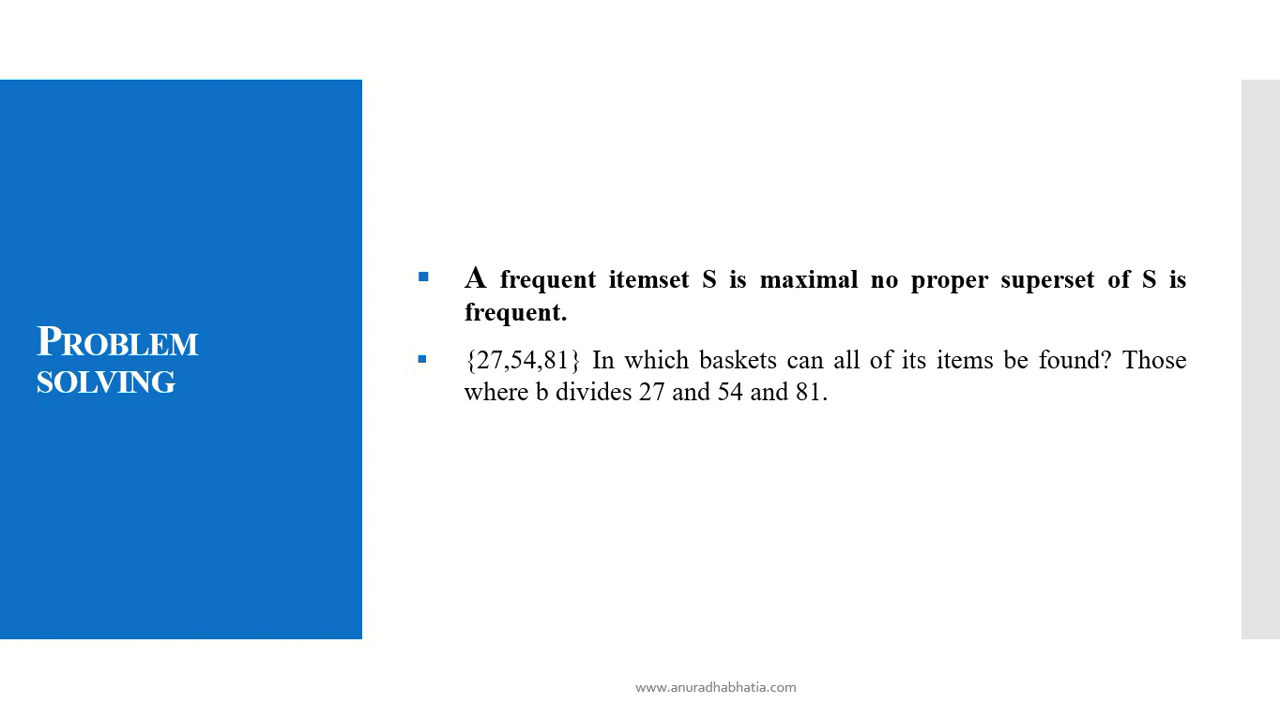 PROBLEM
SOLVING
▪ A frequent itemset S is maximal no proper superset of S is
frequent.
▪ {27,54,81} In which baskets can all of its items be found? Those
where b divides 27 and 54 and 81.
www.anuradhabhatia.com